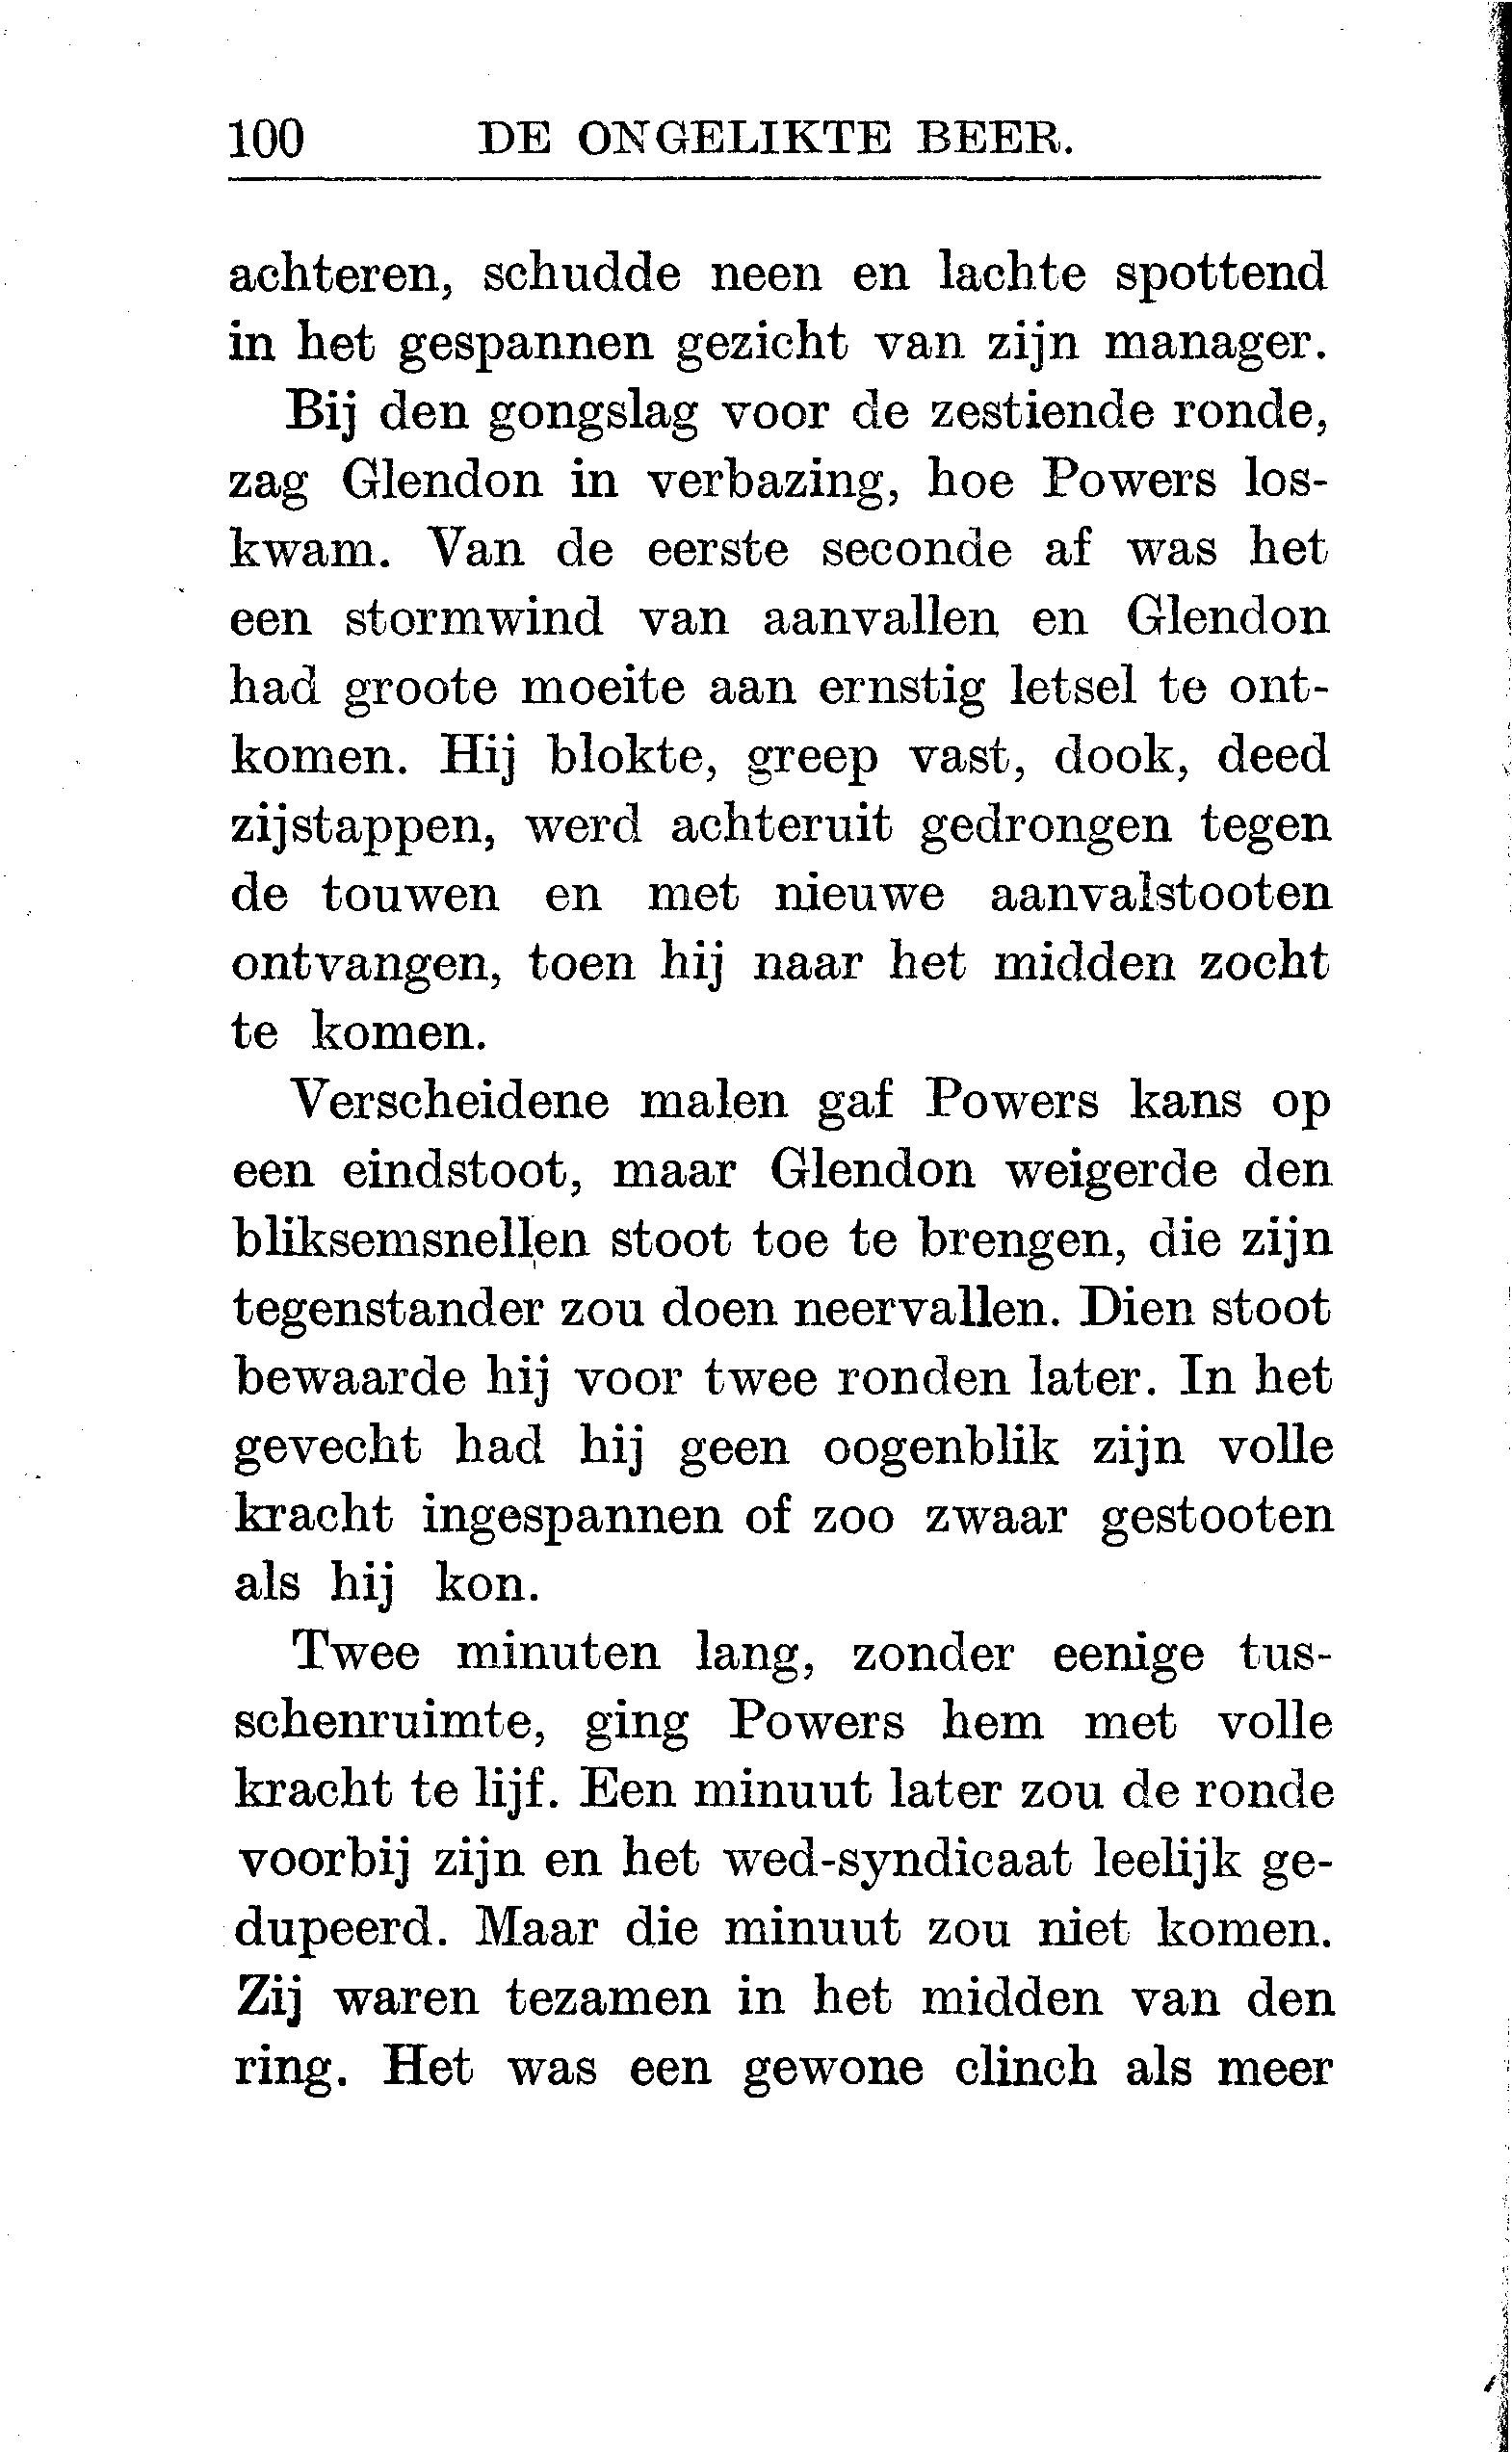 100 DE ONGELIKTE BEER.
achteren, schudde neen en lachte spottend
in het gespannen gezicht van zijn manager.
Bij den gongslag voor de zestiende ronde,
zag Glendon in verbazing, hoe Powers los-
kwam. Van de eerste seconde af was het
een stormwind van aanvallen en Glendon
had groote moeite aan ernstig letsel te ont-
komen. Hij blokte, greep vast, dook, deed
zijstappen, werd achteruit gedrongen tegen
de touwen en met nieuwe aanvalstooten
ontvangen, toen hij naar het midden zocht
te komen.
Verscheidene malen gaf Powers kans op
een eindstoot, maar Glendon weigerde den
bliksemsnellen stoot toe te brengen, die zijn
tegenstander zou doen neervallen. Dien stoot
bewaarde hij voor twee ronden later. In het
gevecht had hij geen oogenblik zijn volle
kracht ingespannen of zoo zwaar gestooten
als hij kon.
Twee minuten lang, zonder eenige tus-
schenruimte, ging Powers hem met volle
kracht te lijf. Een minuut later zou de ronde
voorbij zijn en het wed-syndicaat leelijk ge-
dupeerd. Maar die minuut zou niet komen.
Zij waren tezamen in het midden van den
ring. Het was een gewone clinch als meer